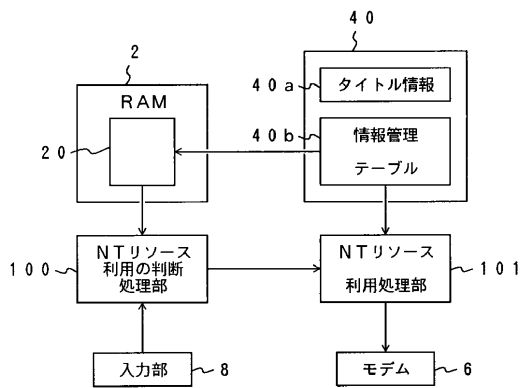 40
2
RAM
40a
タイトル情報
20
40b
情報管理
テーブル
100
NTリソース
利用の判断
処理部
NTリソース
利用処理部
101
入力部
8
モデム
6